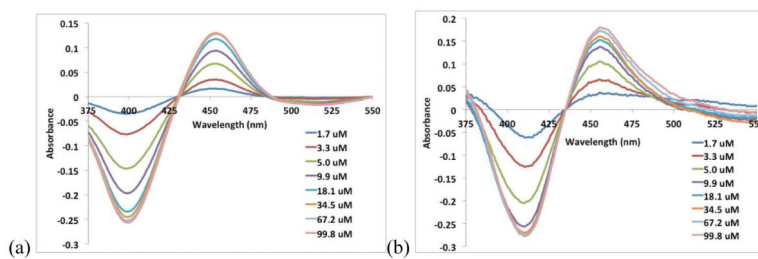 0.15
0.1
0.05
0
-0.05
-0.1
-0.15
-0.2
-0.25
-0.3
Absorbance
375 400 425 450 475 500 525 550
Wavelength (nm)
1.7 uM
3.3 uM
5.0 uM
9.9 uM
18.1 uM
34.5 uM
67.2 uM
99.8 uM
(a)
0.2
0.15
0.1
0.05
0
-0.05
-0.1
-0.15
-0.2
-0.25
-0.3
Absorbance
375 400 425 450 475 500 525 550
Wavelength (nm)
1.7 uM
3.3 uM
5.0 uM
9.9 uM
18.1 uM
34.5 uM
67.2 uM
99.8 uM
(b)